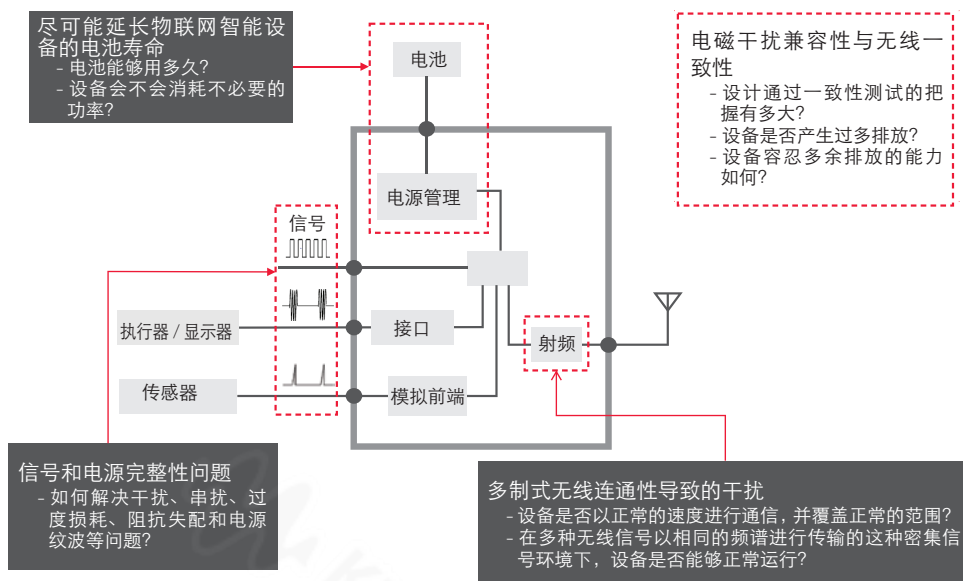 尽可能延长物联网智能设
备的电池寿命
- 电池能够用多久?
- 设备会不会消耗不必要的
功率?
电池
电磁干扰兼容性与无线一
致性
- 设计通过一致性测试的把
握有多大?
- 设备是否产生过多排放?
- 设备容忍多余排放的能力
如何?
电源管理
信号
执行器 / 显示器
接口
射频
传感器
模拟前端
信号和电源完整性问题
- 如何解决干扰、串扰、过
度损耗、阻抗失配和电源
纹波等问题?
多制式无线连通性导致的干扰
- 设备是否以正常的速度进行通信, 并覆盖正常的范围?
- 在多种无线信号以相同的频谱进行传输的这种密集信
号环境下，设备是否能够正常运行?